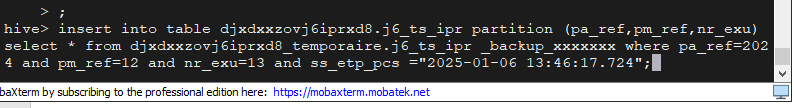 > ;
hive> insert into table djxdxxzovj6iprxd8.j6_ts_ipr partition (pa_ref,pm_ref,nr_exu)
select * from djxdxxzovj6iprxd8_temporaire.j6_ts_ipr _backup_xxxxxxx where pa_ref=202
4 and pm_ref=12 and nr_exu=13 and ss_etp_pcs ="2025-01-06 13:46:17.724";
baXterm by subscribing to the professional edition here: https://mobaxterm.mobatek.net